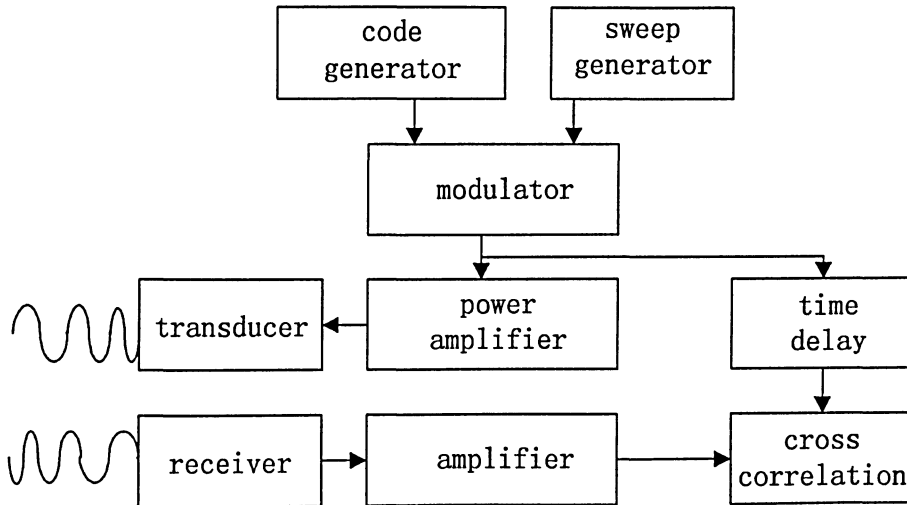 code
generator
sweep
generator
modulator
transducer
power
amplifier
time
delay
receiver
amplifier
cross
correlation